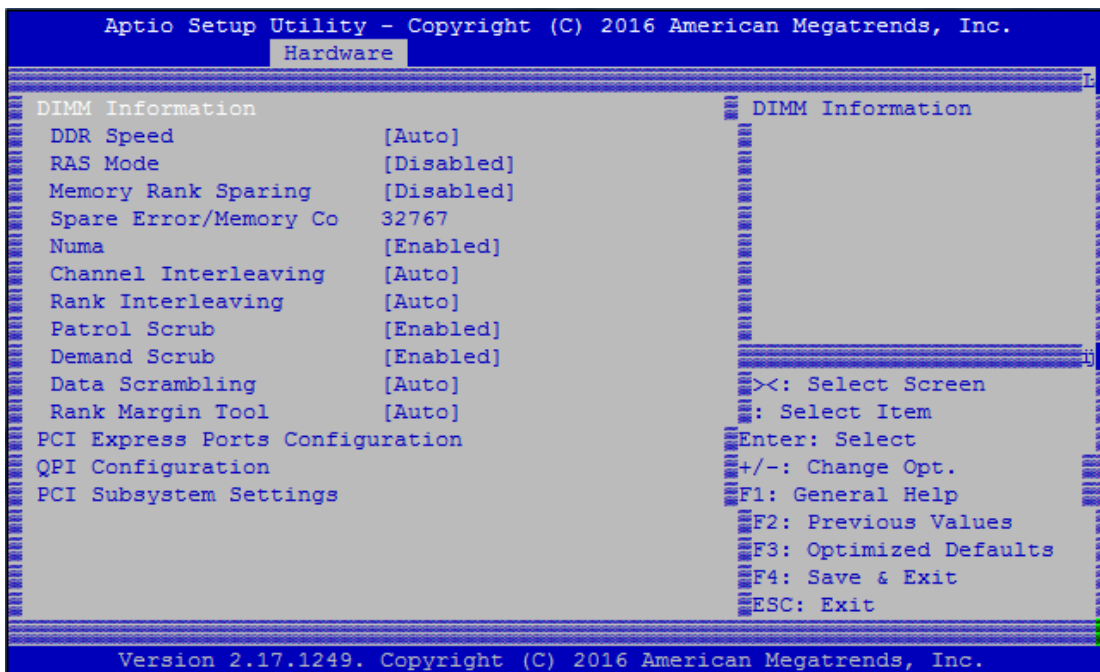 Aptio Setup Utility – Copyright (C) 2016 American Megatrends, Inc.
Hardware
DIMM Information
DDR Speed [Auto]
RAS Mode [Disabled]
Memory Rank Sparing [Disabled]
Spare Error/Memory Co 32767
Numa [Enabled]
Channel Interleaving [Auto]
Rank Interleaving [Auto]
Patrol Scrub [Enabled]
Demand Scrub [Enabled]
Data Scrambling [Auto]
Rank Margin Tool [Auto]
PCI Express Ports Configuration
QPI Configuration
PCI Subsystem Settings
DIMM Information
><: Select Screen
: Select Item
Enter: Select
+/-: Change Opt.
F1: General Help
F2: Previous Values
F3: Optimized Defaults
F4: Save & Exit
ESC: Exit
Version 2.17.1249. Copyright (C) 2016 American Megatrends, Inc.